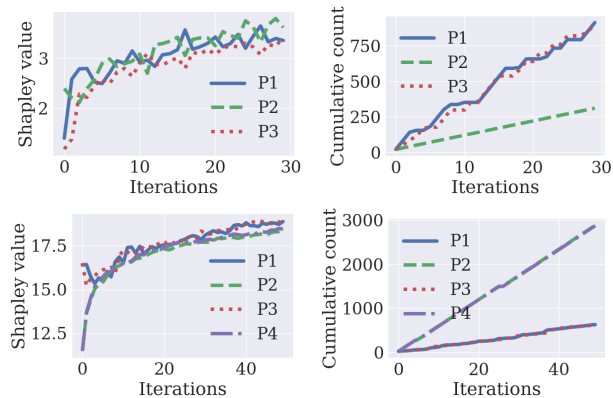 Shapley value
3
2
0
10
20
30
Iterations
P1
P2
P3
Cumulative count
750
500
250
0
0
10
20
30
Iterations
P1
P2
P3
Shapley value
17.5
15.0
12.5
0
20
40
Iterations
P1
P2
P3
P4
Cumulative count
3000
2000
1000
0
0
20
40
Iterations
P1
P2
P3
P4